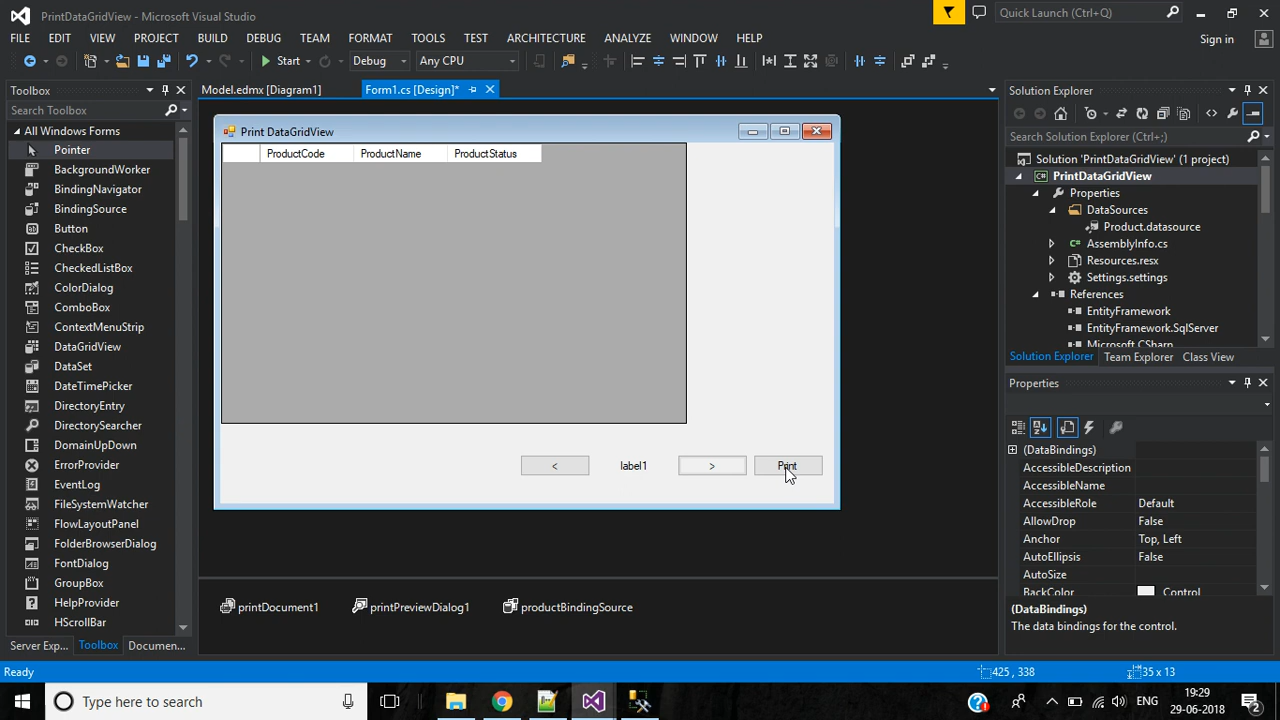 PrintDataGridView - Microsoft Visual Studio
Quick Launch (Ctrl+Q)
FILE EDIT VIEW PROJECT BUILD DEBUG TEAM FORMAT TOOLS TEST ARCHITECTURE ANALYZE WINDOW HELP
Sign in
Start Debug Any CPU
Toolbox
Search Toolbox
All Windows Forms
Pointer
BackgroundWorker
BindingNavigator
BindingSource
Button
CheckBox
CheckedListBox
ColorDialog
ComboBox
ContextMenuStrip
DataGridView
DataSet
DateTimePicker
DirectoryEntry
DirectorySearcher
DomainUpDown
ErrorProvider
EventLog
FileSystemWatcher
FlowLayoutPanel
FolderBrowserDialog
FontDialog
GroupBox
HelpProvider
HScrollBar
Server Exp... Toolbox Documen...
Model.edmx [Diagram1] Form1.cs [Design]*
Print DataGridView
ProductCode ProductName ProductStatus
< label1 > Print
printDocument1 printPreviewDialog1 productBindingSource
Solution Explorer
Search Solution Explorer (Ctrl+;)
Solution 'PrintDataGridView' (1 project)
PrintDataGridView
Properties
DataSources
Product.datasource
AssemblyInfo.cs
Resources.resx
Settings.settings
References
EntityFramework
EntityFramework.SqlServer
Microsoft CSharp
Solution Explorer Team Explorer Class View
Properties
(DataBindings)
AccessibleDescription
AccessibleName
AccessibleRole Default
AllowDrop False
Anchor Top, Left
AutoEllipsis False
AutoSize
BackColor Control
(DataBindings)
The data bindings for the control.
Ready 425 , 338 35 x 13
Type here to search
ENG
19:29
29-06-2018
2